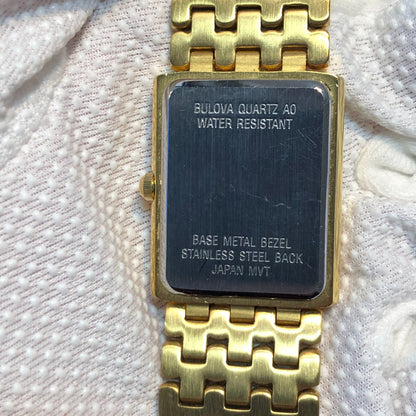 BULOVA QUARTZ A0
WATER RESISTANT
BASE METAL BEZEL
STAINLESS STEEL BACK
JAPAN MVT